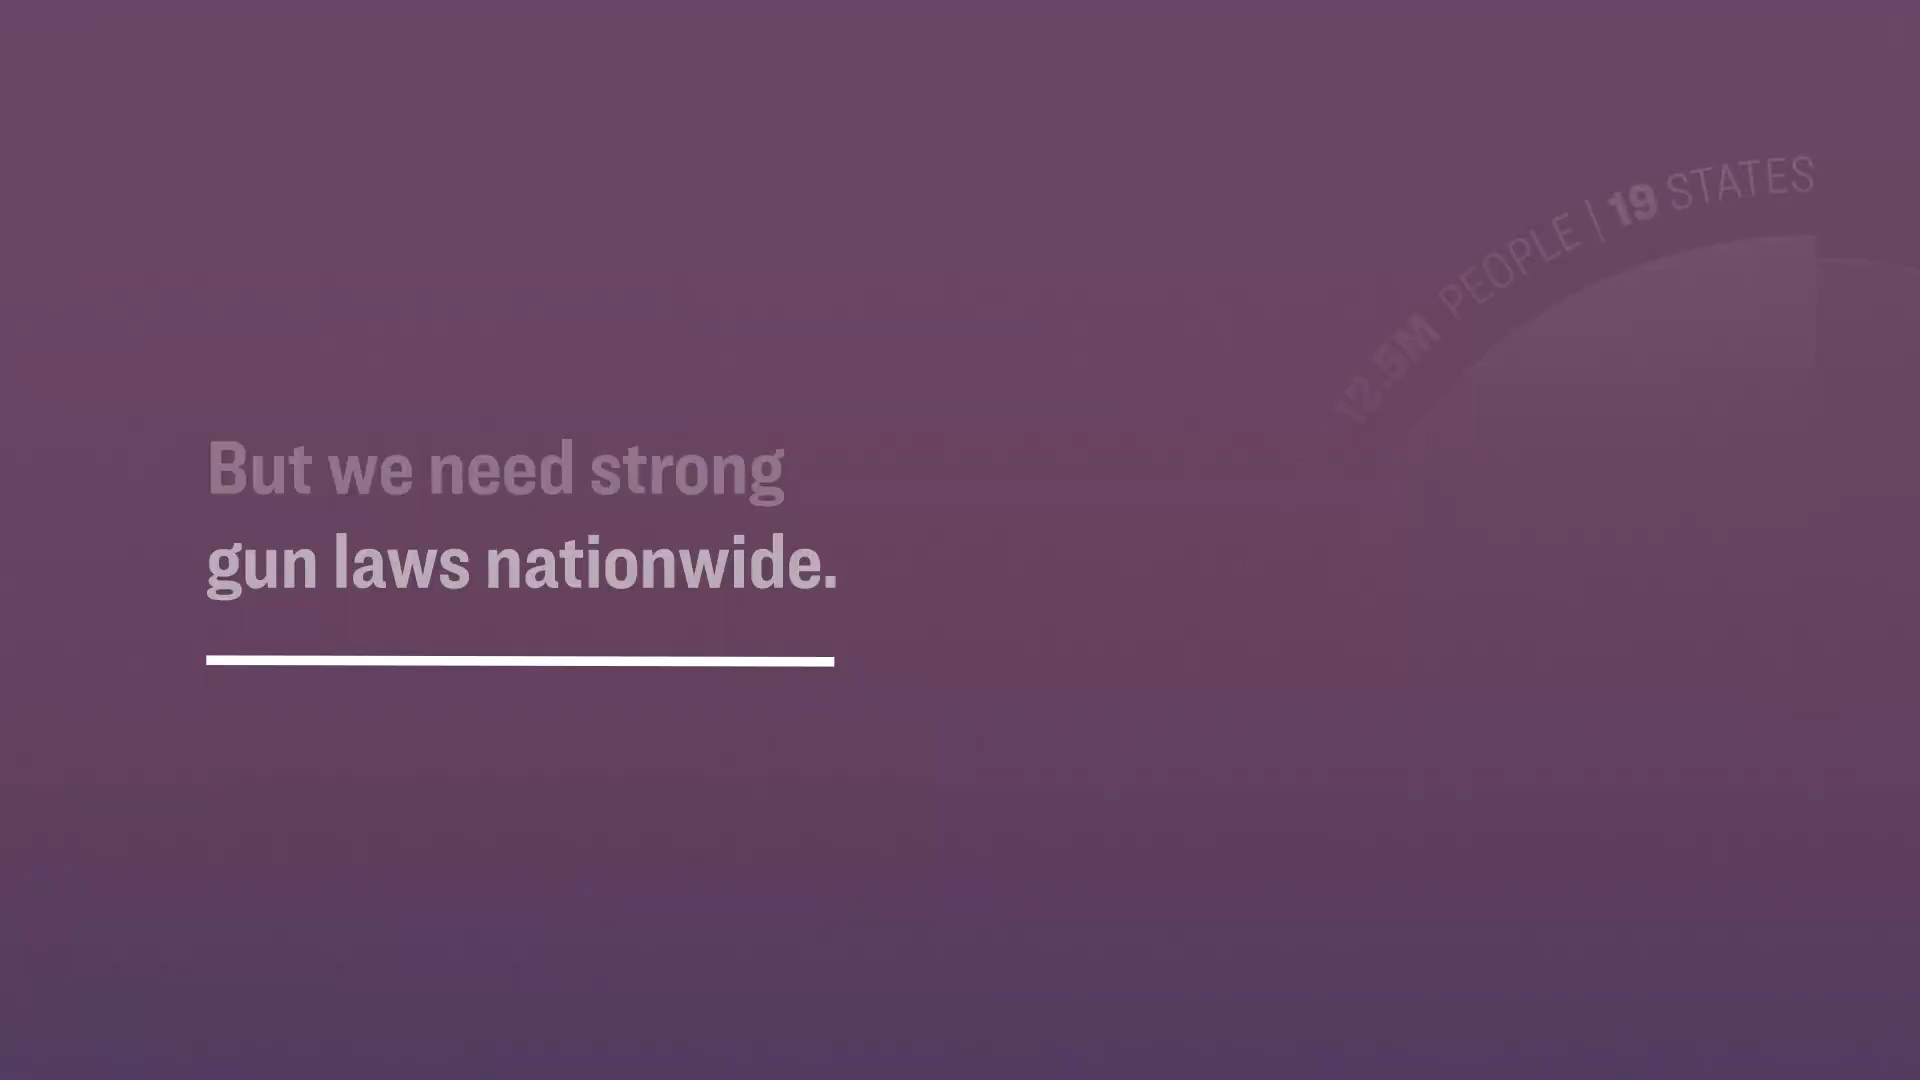 But we need strong
gun laws nationwide.
12.5M PEOPLE | 19 STATES